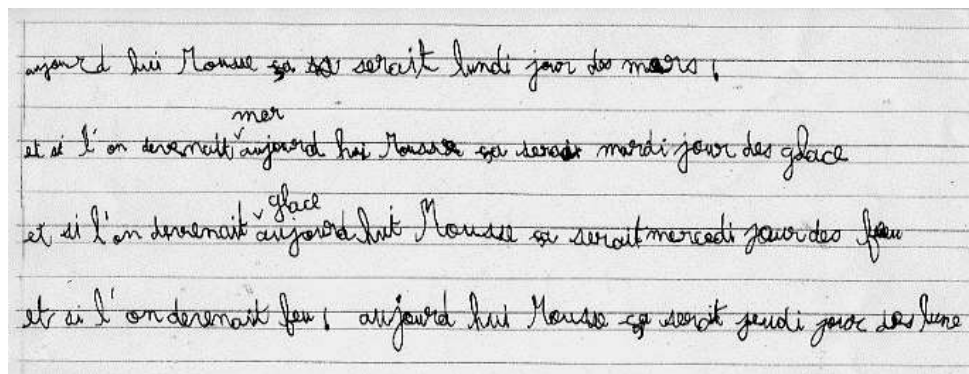 aujourd hui Mousse ça serait lundi jour des mers,
mer
et si l'on devenait aujourd hui Mousse ça serait mardi jour des glace
glace
et si l'on devenait aujourd hui Mousse ça serait mercedi jour des feu
et si l'on devenait feu, aujourd hui Mousse ça serait jeudi jour des lune